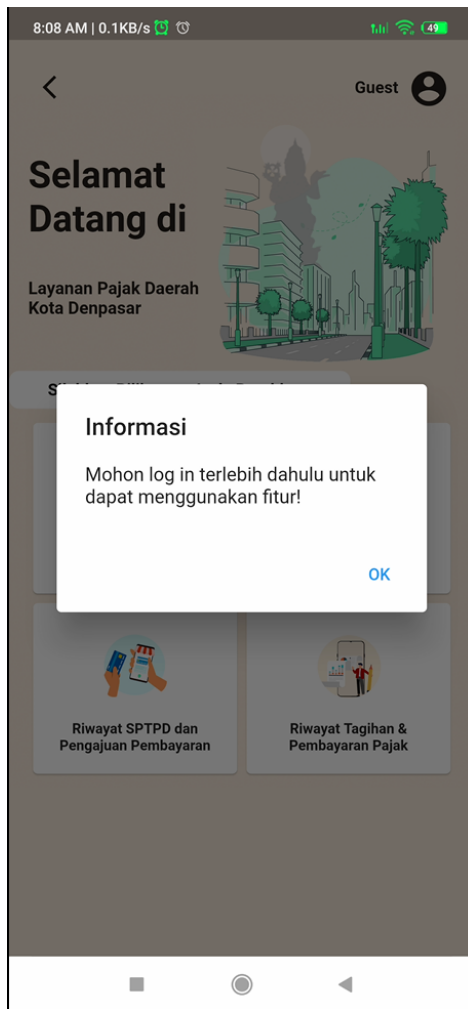 8:08 AM | 0.1KB/s
49
Guest
Selamat
Datang di
Layanan Pajak Daerah
Kota Denpasar
Informasi
Mohon log in terlebih dahulu untuk
dapat menggunakan fitur!
OK
Riwayat SPTPD dan
Pengajuan Pembayaran
Riwayat Tagihan &
Pembayaran Pajak